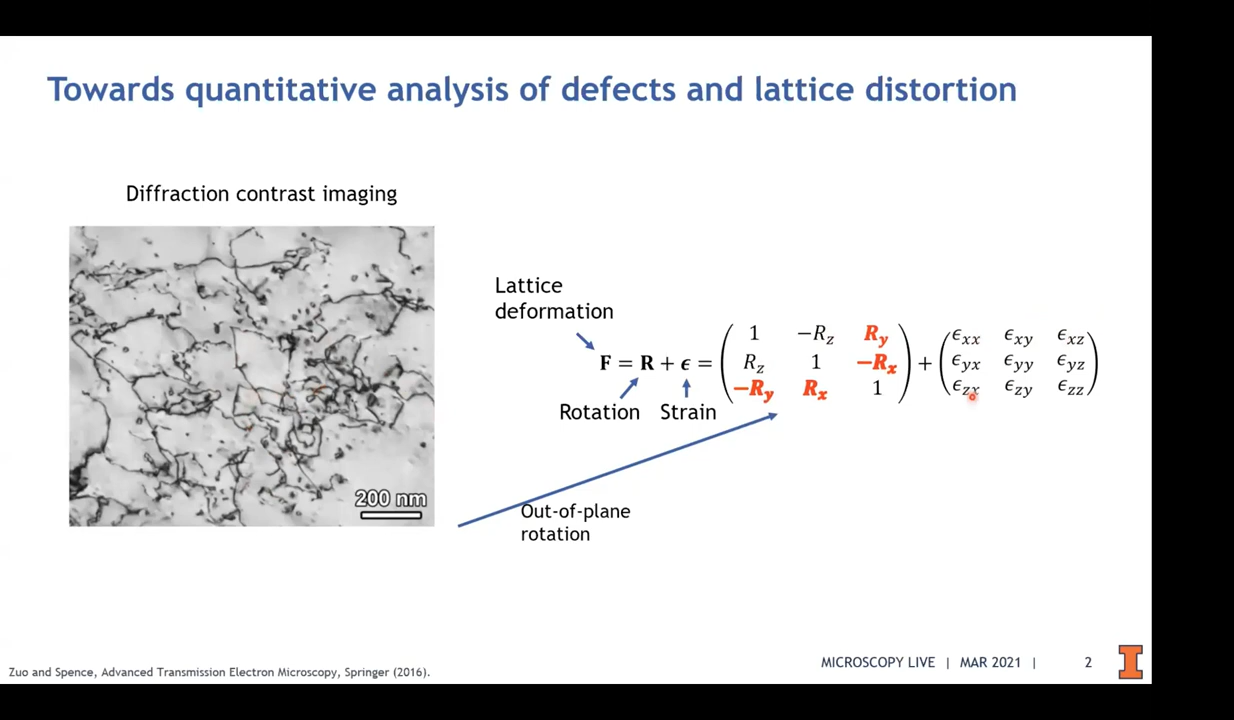 Towards quantitative analysis of defects and lattice distortion
Diffraction contrast imaging
200 nm
Lattice
deformation
F = R + ϵ = ( 1 −R_z R_y ) + ( ϵ_xx ϵ_xy ϵ_xz )
( R_z 1 −R_x ) ( ϵ_yx ϵ_yy ϵ_yz )
( −R_y R_x 1 ) ( ϵ_zx ϵ_zy ϵ_zz )
Rotation Strain
Out-of-plane
rotation
Zuo and Spence, Advanced Transmission Electron Microscopy, Springer (2016).
MICROSCOPY LIVE | MAR 2021 | 2
I